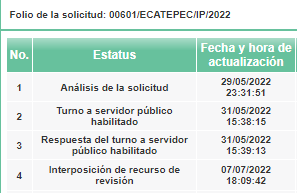 Folio de la solicitud: 00601/ECATEPEC/IP/2022
No. Estatus Fecha y hora de
actualización
1 Análisis de la solicitud 29/05/2022
23:31:51
2 Turno a servidor público
habilitado 31/05/2022
15:38:15
3 Respuesta del turno a servidor
público habilitado 31/05/2022
15:39:13
4 Interposición de recurso de
revisión 07/07/2022
18:09:42